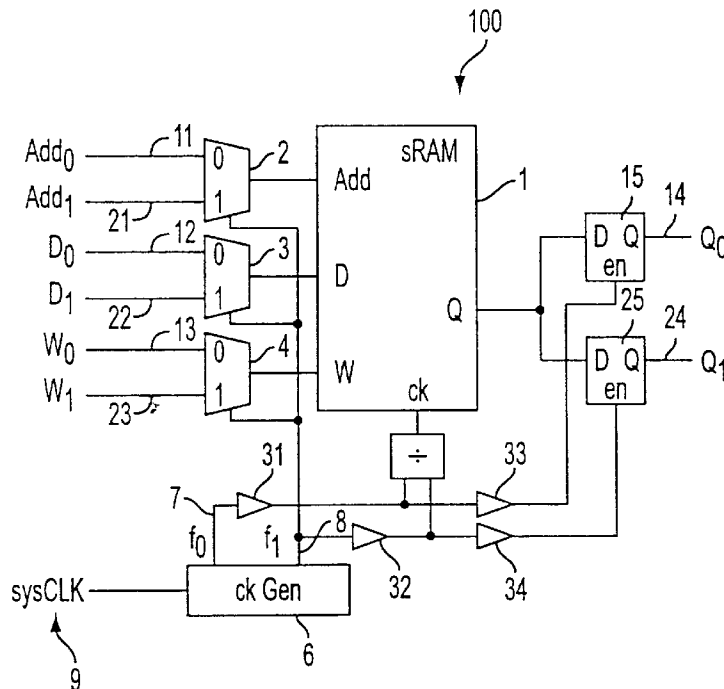 100
Add0
11
0
2
Add1
21
1
sRAM
Add
1
D0
12
0
3
D1
22
1
D
Q
W0
13
0
4
W1
23
1
W
ck
15
14
D Q
en
Q0
25
24
D Q
en
Q1
÷
31
33
7
f0
f1
8
32
34
sysCLK
ck Gen
9
6